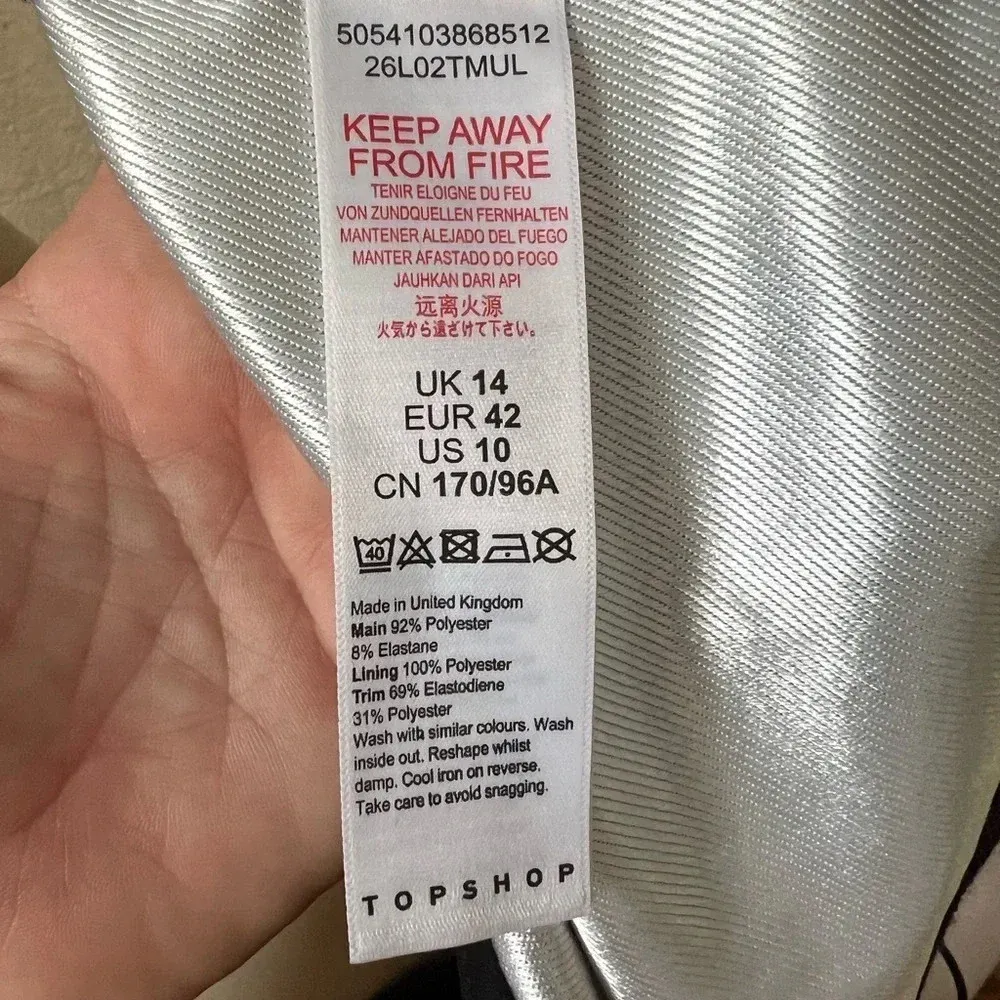 5054103868512
26L02TMUL
KEEP AWAY
FROM FIRE
TENIR ELOIGNE DU FEU
VON ZUNDQUELLEN FERNHALTEN
MANTENER ALEJADO DEL FUEGO
MANTER AFASTADO DO FOGO
JAUHKAN DARI API
远离火源
火気から遠ざけて下さい。
UK 14
EUR 42
US 10
CN 170/96A
40
Made in United Kingdom
Main 92% Polyester
8% Elastane
Lining 100% Polyester
Trim 69% Elastodiene
31% Polyester
Wash with similar colours. Wash
inside out. Reshape whilst
damp. Cool iron on reverse.
Take care to avoid snagging.
TOPSHOP